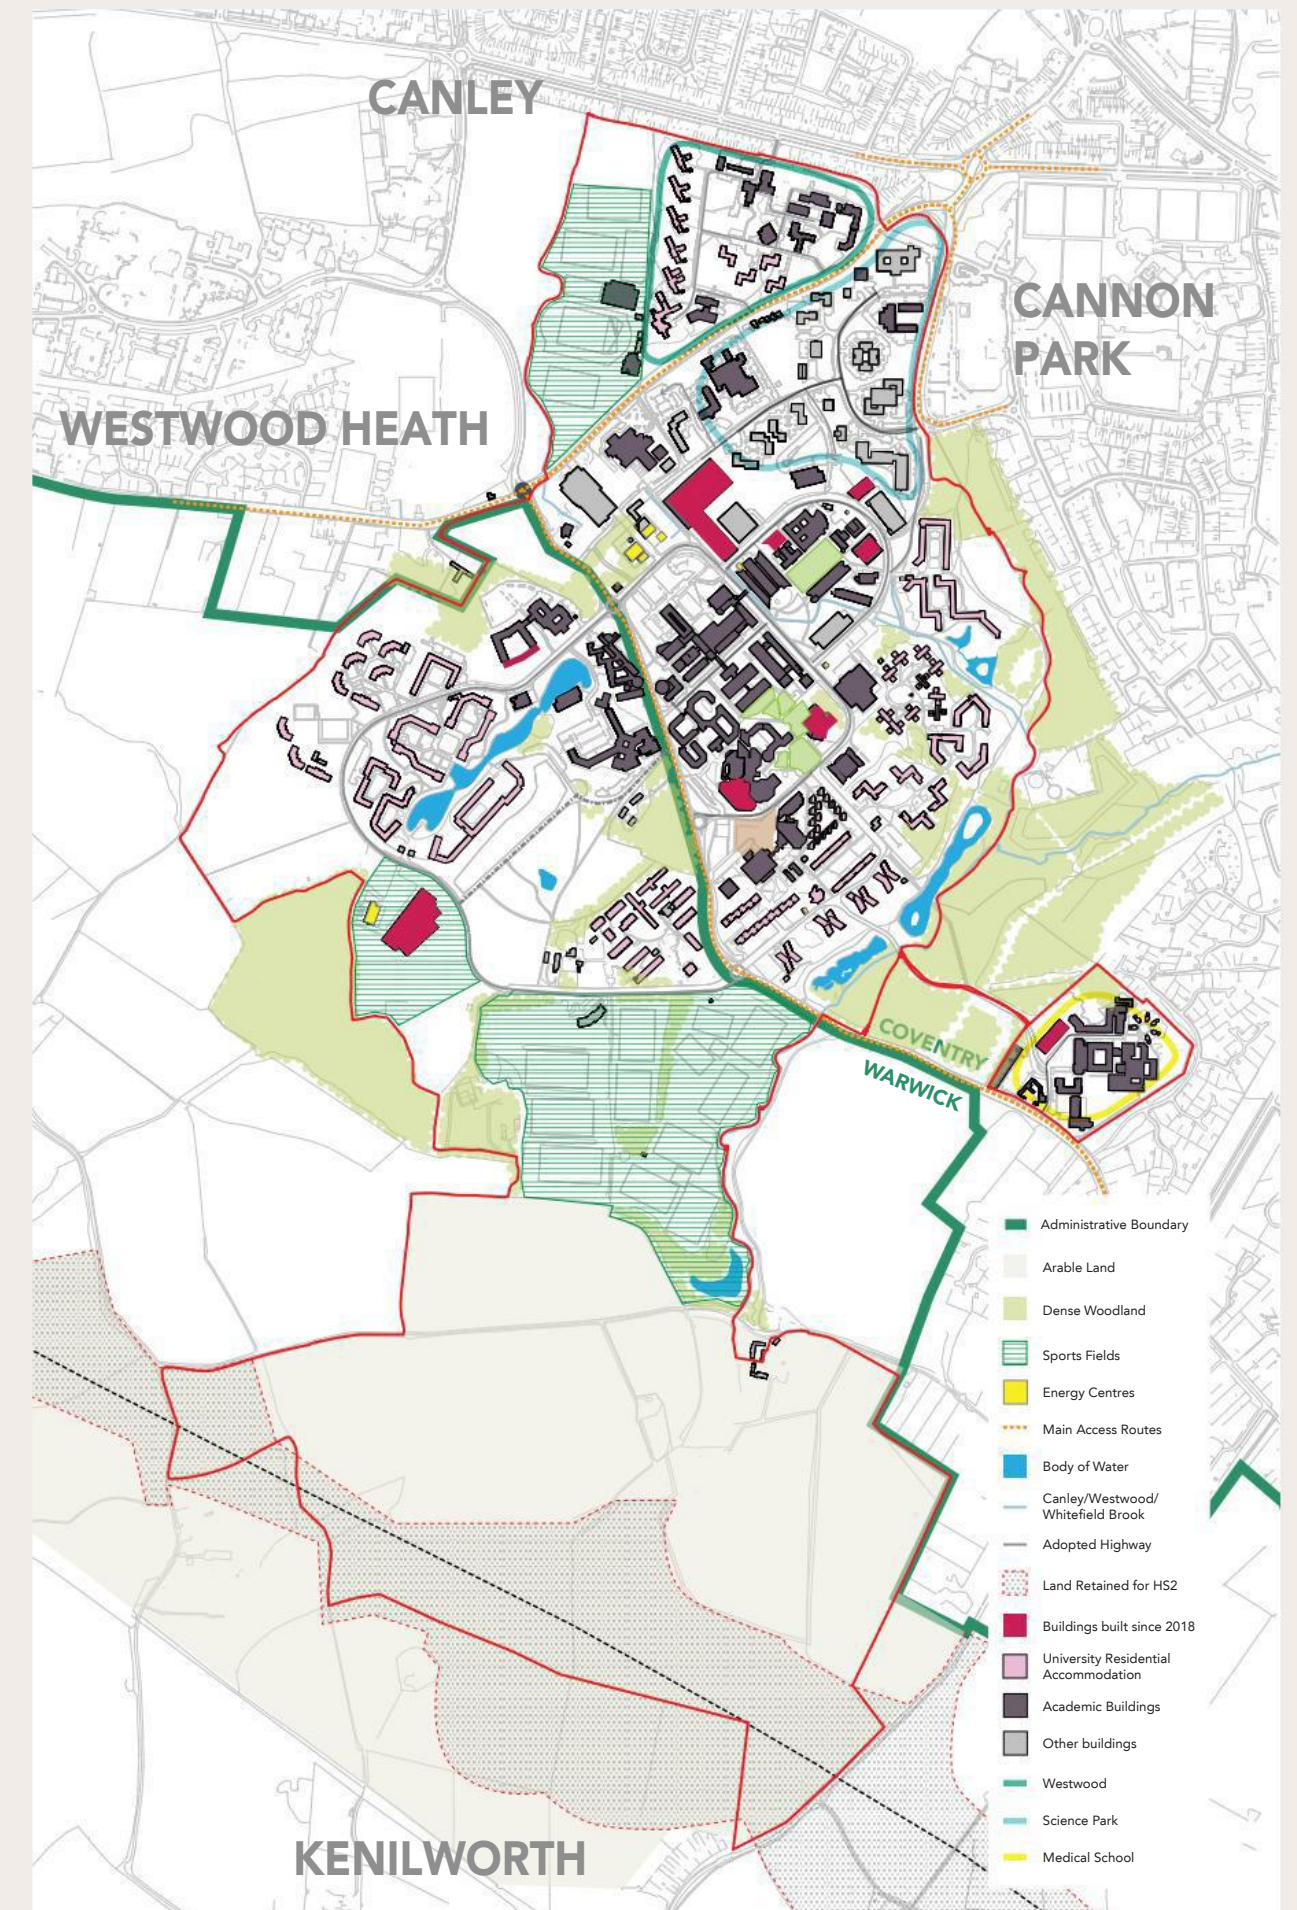 CANLEY
CANNON
PARK
WESTWOOD HEATH
COVENTRY
WARWICK
KENILWORTH
Administrative Boundary
Arable Land
Dense Woodland
Sports Fields
Energy Centres
Main Access Routes
Body of Water
Canley/Westwood/
Whitefield Brook
Adopted Highway
Land Retained for HS2
Buildings built since 2018
University Residential
Accommodation
Academic Buildings
Other buildings
Westwood
Science Park
Medical School